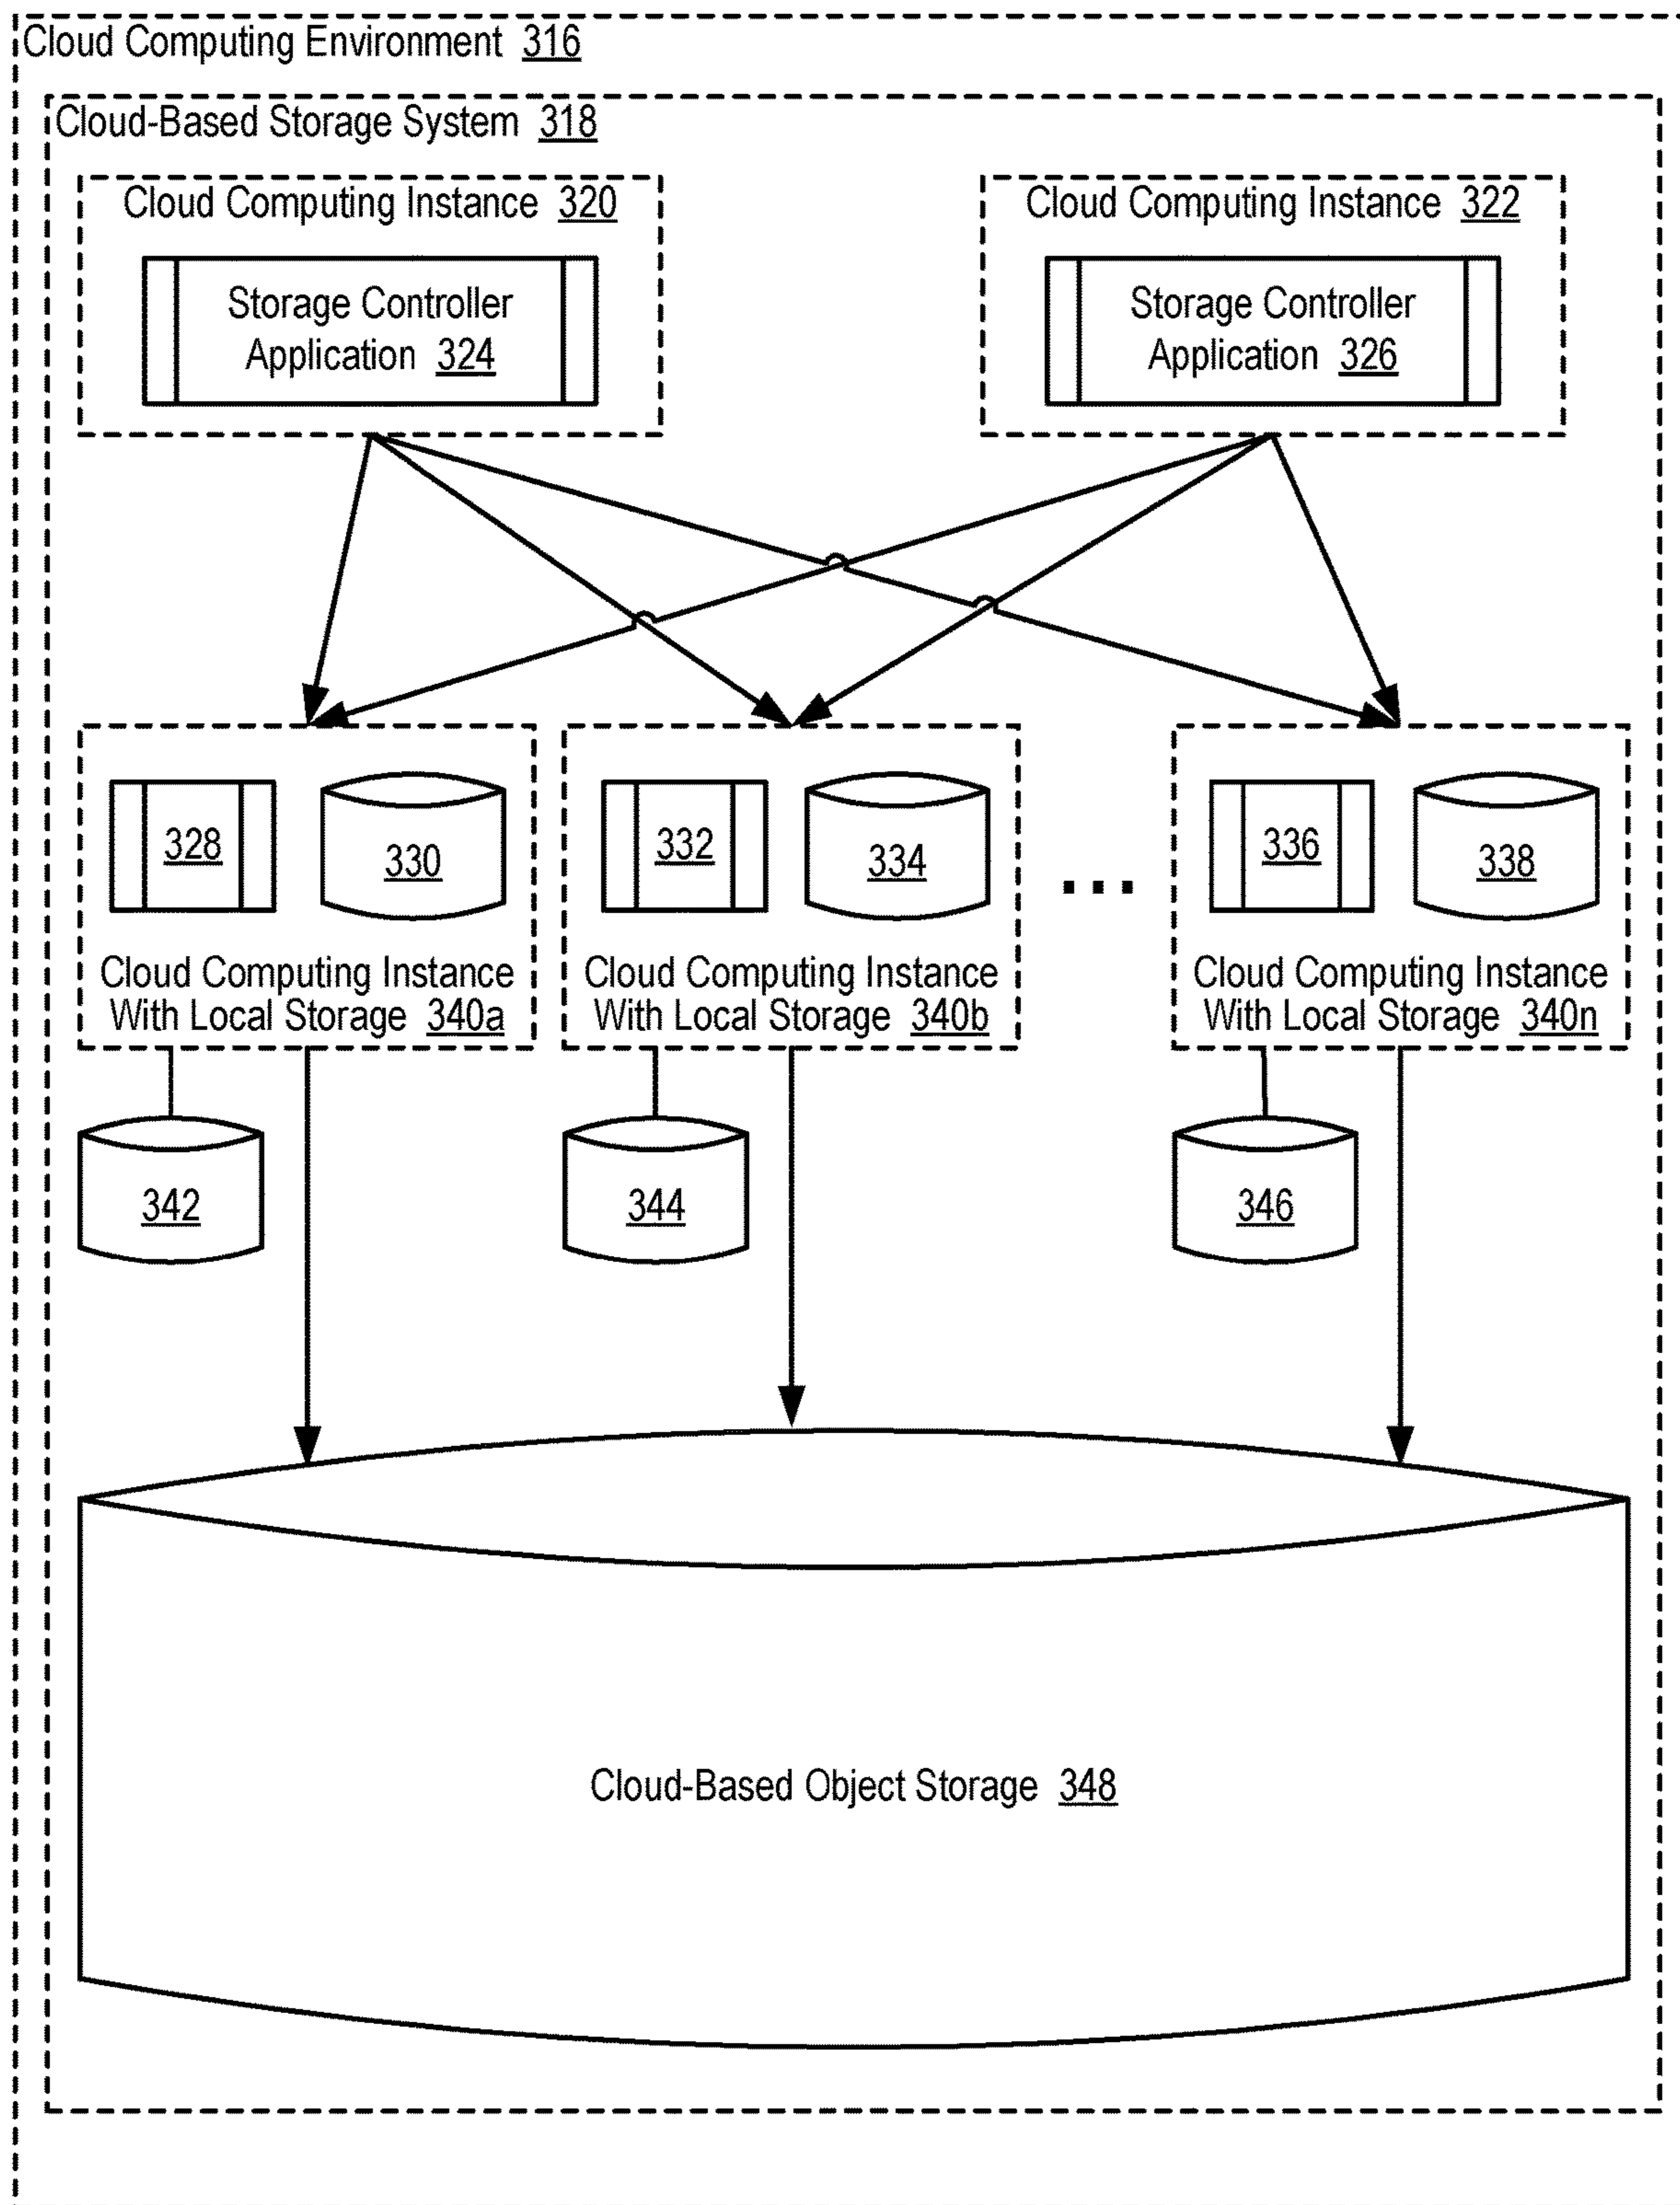 Cloud Computing Environment 316
Cloud-Based Storage System 318
Cloud Computing Instance 320
Storage Controller
Application 324
Cloud Computing Instance 322
Storage Controller
Application 326
328
330
Cloud Computing Instance
With Local Storage 340a
332
334
Cloud Computing Instance
With Local Storage 340b
...
336
338
Cloud Computing Instance
With Local Storage 340n
342
344
346
Cloud-Based Object Storage 348